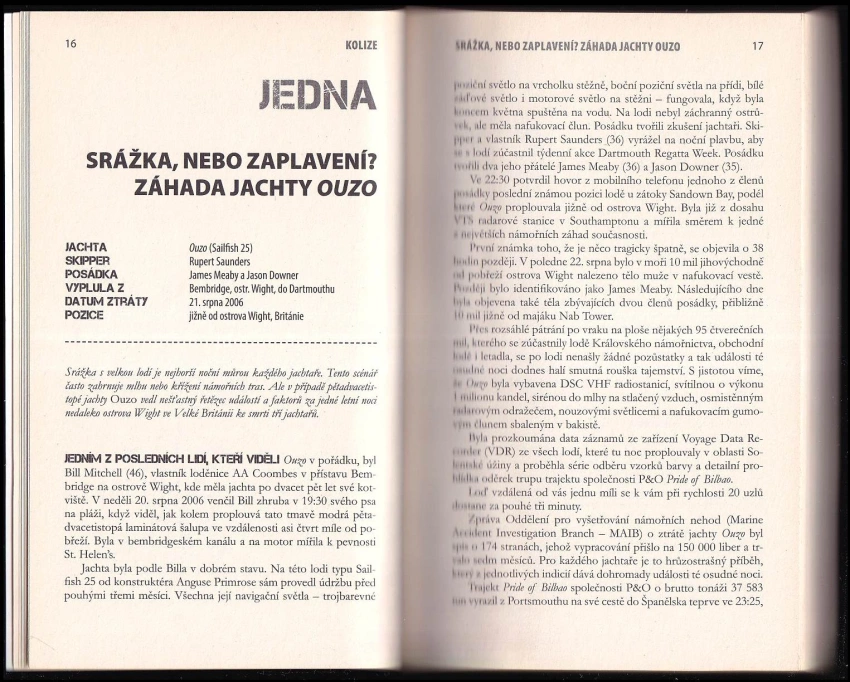 16
KOLIZE
JEDNA
SRÁŽKA, NEBO ZAPLAVENÍ?
ZÁHADA JACHTY OUZO
JACHTA Ouzo (Sailfish 25)
SKIPPER Rupert Saunders
POSÁDKA James Meaby a Jason Downer
VYPLULA Z Bembridge, ostr. Wight, do Dartmouthu
DATUM ZTRÁTY 21. srpna 2006
POZICE jižně od ostrova Wight, Británie
Srážka s velkou lodí je nejhorší noční můrou každého jachtaře. Tento scénář
často zahrnuje mlhu nebo křížení námořních tras. Ale v případě pětadvacetis-
topé jachty Ouzo vedl nešťastný řetězec událostí a faktorů za jedné letní noci
nedaleko ostrova Wight ve Velké Británii ke smrti tří jachtařů.
JEDNÍM Z POSLEDNÍCH LIDÍ, KTEŘÍ VIDĚLI Ouzo v pořádku, byl
Bill Mitchell (46), vlastník loděnice AA Coombes v přístavu Bem-
bridge na ostrově Wight, kde měla jachta po dvacet pět let své kot-
viště. V neděli 20. srpna 2006 venčil Bill zhruba v 19:30 svého psa
na pláži, když viděl, jak kolem proplouvá tato tmavě modrá pětа-
dvacetistopá laminátová šalupa ve vzdálenosti asi čtvrt míle od po-
břeží. Byla v bembridgeském kanálu a na motor mířila k pevnosti
St. Helen's.
Jachta byla podle Billa v dobrém stavu. Na této lodi typu Sail-
fish 25 od konstruktéra Anguse Primrose sám provedl údržbu před
pouhými třemi měsíci. Všechna její navigační světla – trojbarevné
SRÁŽKA, NEBO ZAPLAVENÍ? ZÁHADA JACHTY OUZO
17
poziční světlo na vrcholku stěžně, boční poziční světla na přídi, bílé
záďové světlo i motorové světlo na stěžni – fungovala, když byla
koncem května spuštěna na vodu. Na lodi nebyl záchranný ostrů-
vek, ale měla nafukovací člun. Posádku tvořili zkušení jachtaři. Ski-
pper a vlastník Rupert Saunders (36) vyrážel na noční plavbu, aby
se s lodí zúčastnil týdenní akce Dartmouth Regatta Week. Posádku
tvořili dva jeho přátelé James Meaby (36) a Jason Downer (35).
Ve 22:30 potvrdil hovor z mobilního telefonu jednoho z členů
posádky poslední známou pozici lodě u zátoky Sandown Bay, podél
které Ouzo proplouvala jižně od ostrova Wight. Byla již z dosahu
VTS radarové stanice v Southamptonu a mířila směrem k jedné
z největších námořních záhad současnosti.
První známka toho, že je něco tragicky špatně, se objevila o 38
hodin později. V poledne 22. srpna bylo v moři 10 mil jihovýchodně
od pobřeží ostrova Wight nalezeno tělo muže v nafukovací vestě.
Později bylo identifikováno jako James Meaby. Následujícího dne
byla objevena také těla zbývajících dvou členů posádky, přibližně
10 mil jižně od majáku Nab Tower.
Přes rozsáhlé pátrání po vraku na ploše nějakých 95 čtverečních
mil, kterého se zúčastnily lodě Královského námořnictva, obchodní
lodě i letadla, se po lodi nenašly žádné pozůstatky a tak události té
osudné noci dodnes halí smutná rouška tajemství. S jistotou víme,
že Ouzo byla vybavena DSC VHF radiostanicí, svítilnou o výkonu
1 milionu kandel, sirénou do mlhy na stlačený vzduch, osmistěnným
radarovým odražečem, nouzovými světlicemi a nafukovacím gumo-
vým člunem sbaleným v bakistě.
Byla prozkoumána data záznamů ze zařízení Voyage Data Re-
corder (VDR) ze všech lodí, které tu noc proplouvaly v oblasti So-
lentské úžiny a proběhla série odběru vzorků barvy a detailní pro-
hlídka oděrek trupu trajektu společnosti P&O Pride of Bilbao.
Loď vzdálená od vás jednu míli se k vám při rychlosti 20 uzlů
dostane za pouhé tři minuty.
Zpráva Oddělení pro vyšetřování námořních nehod (Marine
Accident Investigation Branch – MAIB) o ztrátě jachty Ouzo byl
spis o 174 stranách, jehož vypracování přišlo na 150 000 liber a tr-
valo sedm měsíců. Pro každého jachtaře je to hrůzostrašný příběh,
který z jednotlivých indicií dává dohromady události té osudné noci.
Trajekt Pride of Bilbao společnosti P&O o brutto tonáži 37 583
tun vyrazil z Portsmouthu na své cestě do Španělska teprve ve 23:25,